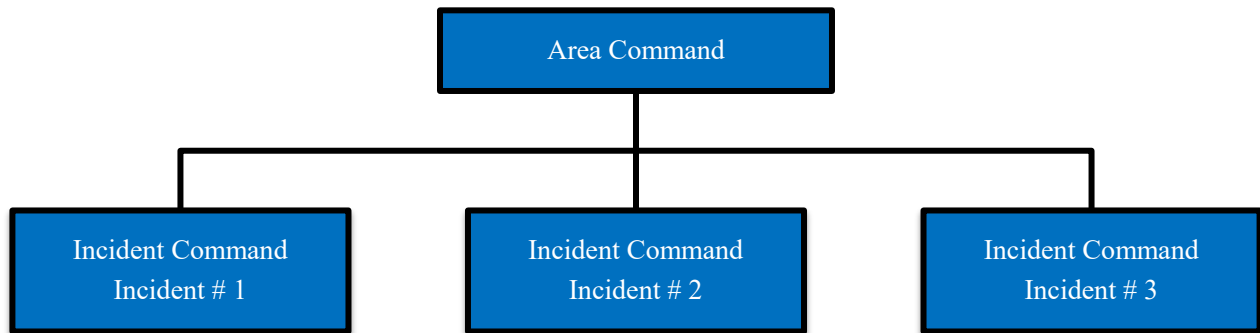 Area Command
Incident Command
Incident # 1
Incident Command
Incident # 2
Incident Command
Incident # 3